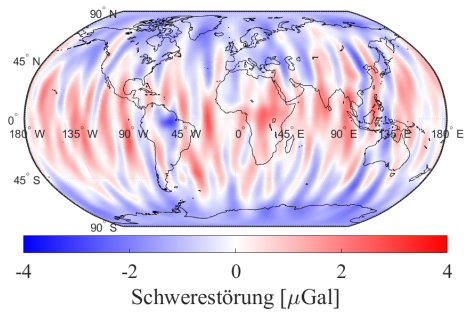 90° N
45° N
0°
180° W 135° W 90° W 45° W 0° 45° E 90° E 135° E 180° E
45° S
90° S
-4 -2 0 2 4
Schwerestörung [μGal]